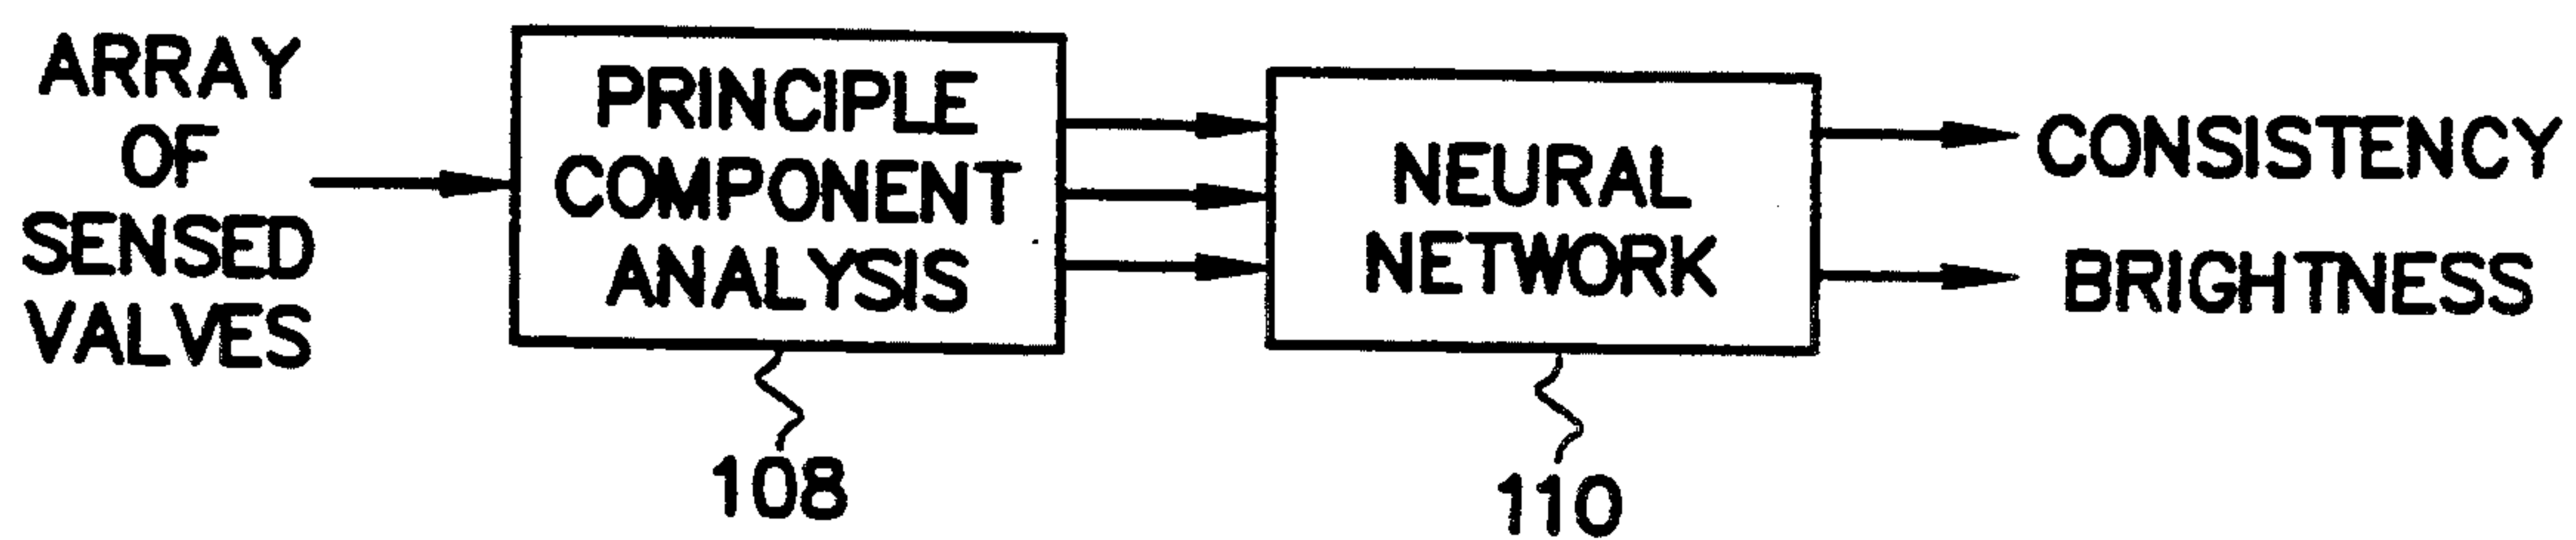 ARRAY
OF
SENSED
VALVES
PRINCIPLE
COMPONENT
ANALYSIS
108
NEURAL
NETWORK
110
CONSISTENCY
BRIGHTNESS